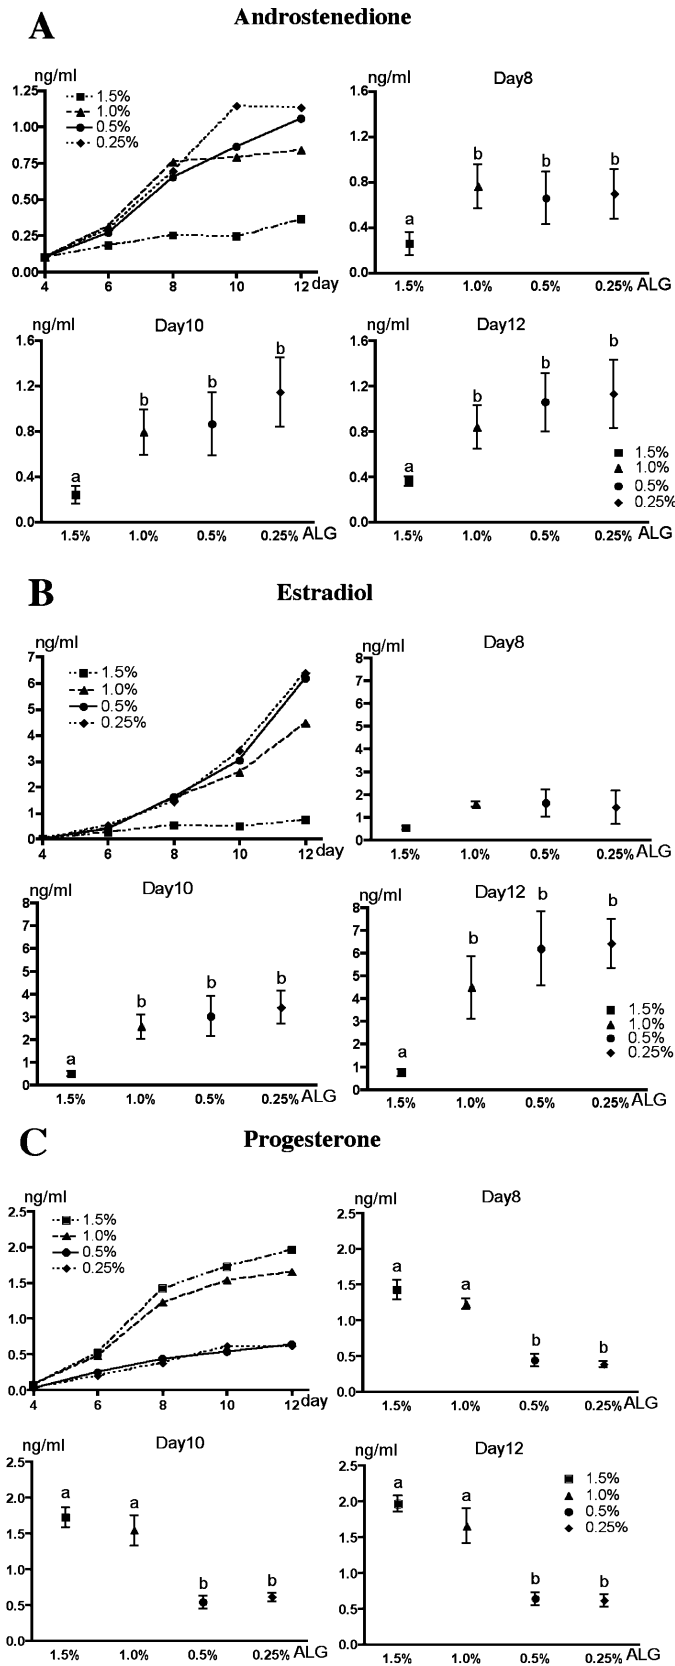 A
Androstenedione
ng/ml
1.25
1.00
0.75
0.50
0.25
0.00
1.5%
1.0%
0.5%
0.25%
4 6 8 10 12 day
ng/ml
Day8
1.6
1.2
0.8
0.4
0.0
a b b b
1.5% 1.0% 0.5% 0.25% ALG
ng/ml
Day10
1.6
1.2
0.8
0.4
0.0
a b b b
1.5% 1.0% 0.5% 0.25% ALG
ng/ml
Day12
1.6
1.2
0.8
0.4
0.0
a b b b
1.5%
1.0%
0.5%
0.25%
1.5% 1.0% 0.5% 0.25% ALG
B
Estradiol
ng/ml
7
6
5
4
3
2
1
0
1.5%
1.0%
0.5%
0.25%
4 6 8 10 12 day
ng/ml
Day8
8
7
6
5
4
3
2
1
0
1.5% 1.0% 0.5% 0.25% ALG
ng/ml
Day10
8
7
6
5
4
3
2
1
0
a b b b
1.5% 1.0% 0.5% 0.25% ALG
ng/ml
Day12
8
7
6
5
4
3
2
1
0
a b b b
1.5%
1.0%
0.5%
0.25%
1.5% 1.0% 0.5% 0.25% ALG
C
Progesterone
ng/ml
2.5
2.0
1.5
1.0
0.5
0.0
1.5%
1.0%
0.5%
0.25%
4 6 8 10 12 day
ng/ml
Day8
2.5
2.0
1.5
1.0
0.5
0.0
a a b b
1.5% 1.0% 0.5% 0.25% ALG
ng/ml
Day10
2.5
2.0
1.5
1.0
0.5
0.0
a a b b
1.5% 1.0% 0.5% 0.25% ALG
ng/ml
Day12
2.5
2.0
1.5
1.0
0.5
0.0
a a b b
1.5%
1.0%
0.5%
0.25%
1.5% 1.0% 0.5% 0.25% ALG